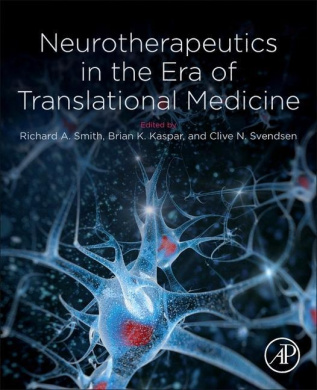 Neurotherapeutics
in the Era of
Translational Medicine
Edited by
Richard A. Smith, Brian K. Kaspar, and Clive N. Svendsen
AP